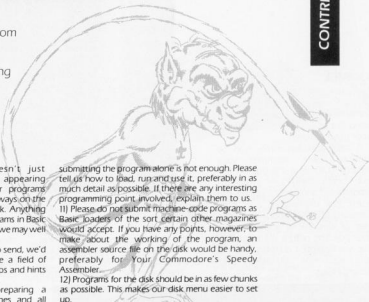 CONTRI
om
ng
esn't just
appearing
r programs
ways on the
k. Anything
ams in Basic
we may well
o send, we'd
e a field of
os and hints
reparing a
nes and all
submitting the program alone is not enough. Please
tell us how to load, run and use it, preferably in as
much detail as possible. If there are any interesting
programming point involved, explain them to us.
11) Please do not submit machine-code programs as
Basic loaders of the sort certain other magazines
would accept. If you have any points, however, to
make about the working of the program, an
assembler source file on the disk would be handy,
preferably for Your Commodore's Speedy
Assembler.
12) Programs for the disk should be in as few chunks
as possible. This makes our disk menu easier to set
up.